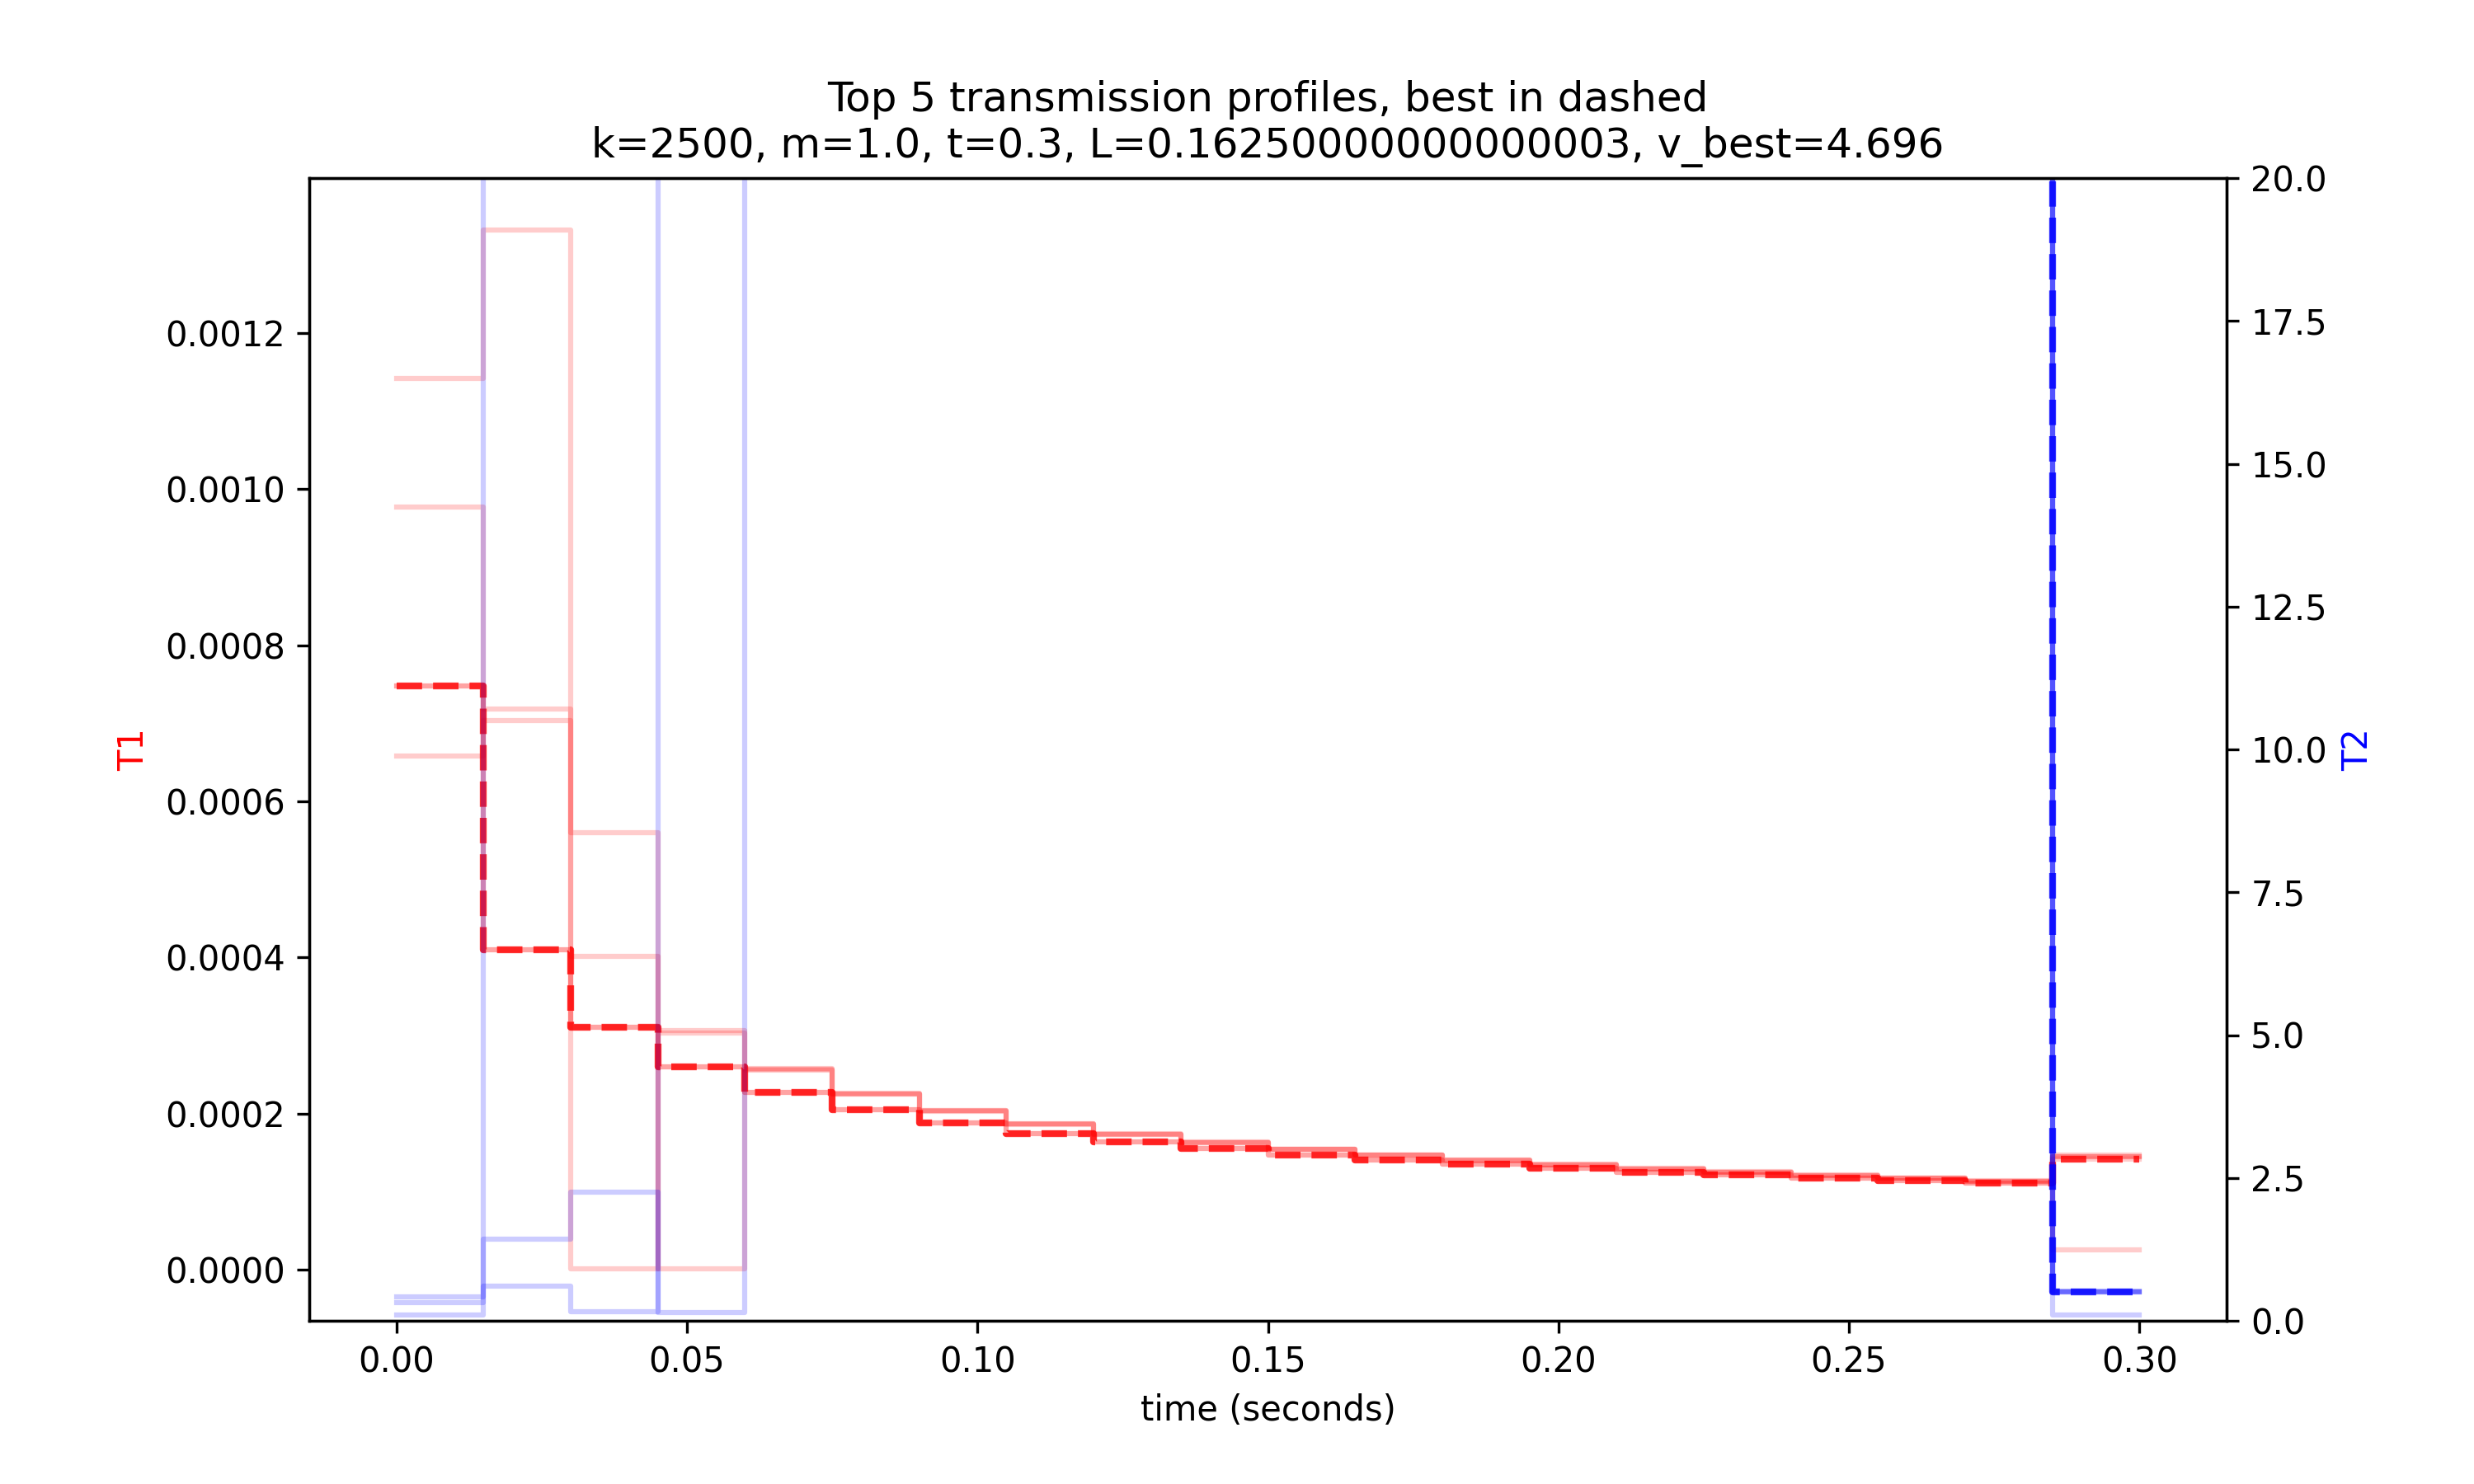 Top 5 transmission profiles, best in dashed
k=2500, m=1.0, t=0.3, L=0.16250000000000003, v_best=4.696
T1
0.0012
0.0010
0.0008
0.0006
0.0004
0.0002
0.0000
20.0
17.5
15.0
12.5
10.0
7.5
5.0
2.5
0.0
T2
0.00 0.05 0.10 0.15 0.20 0.25 0.30
time (seconds)